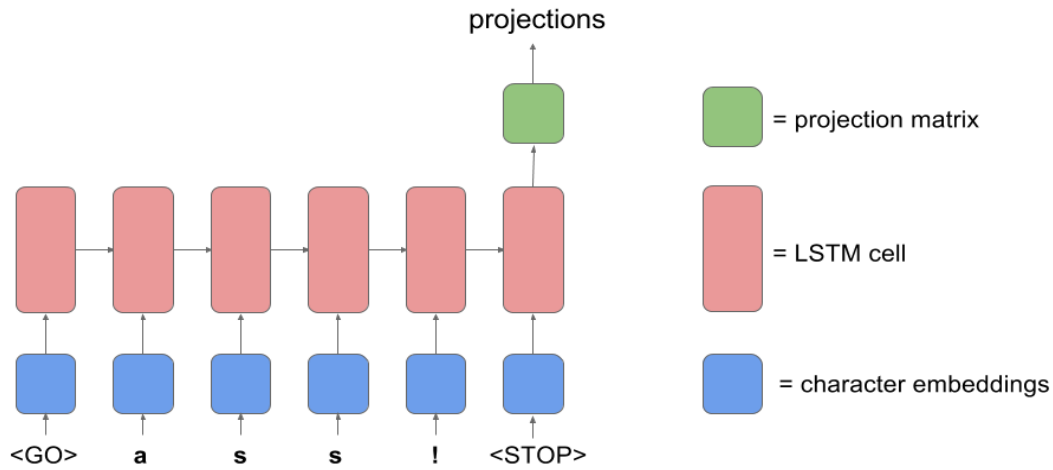 projections
= projection matrix
= LSTM cell
= character embeddings
<GO> a s s ! <STOP>